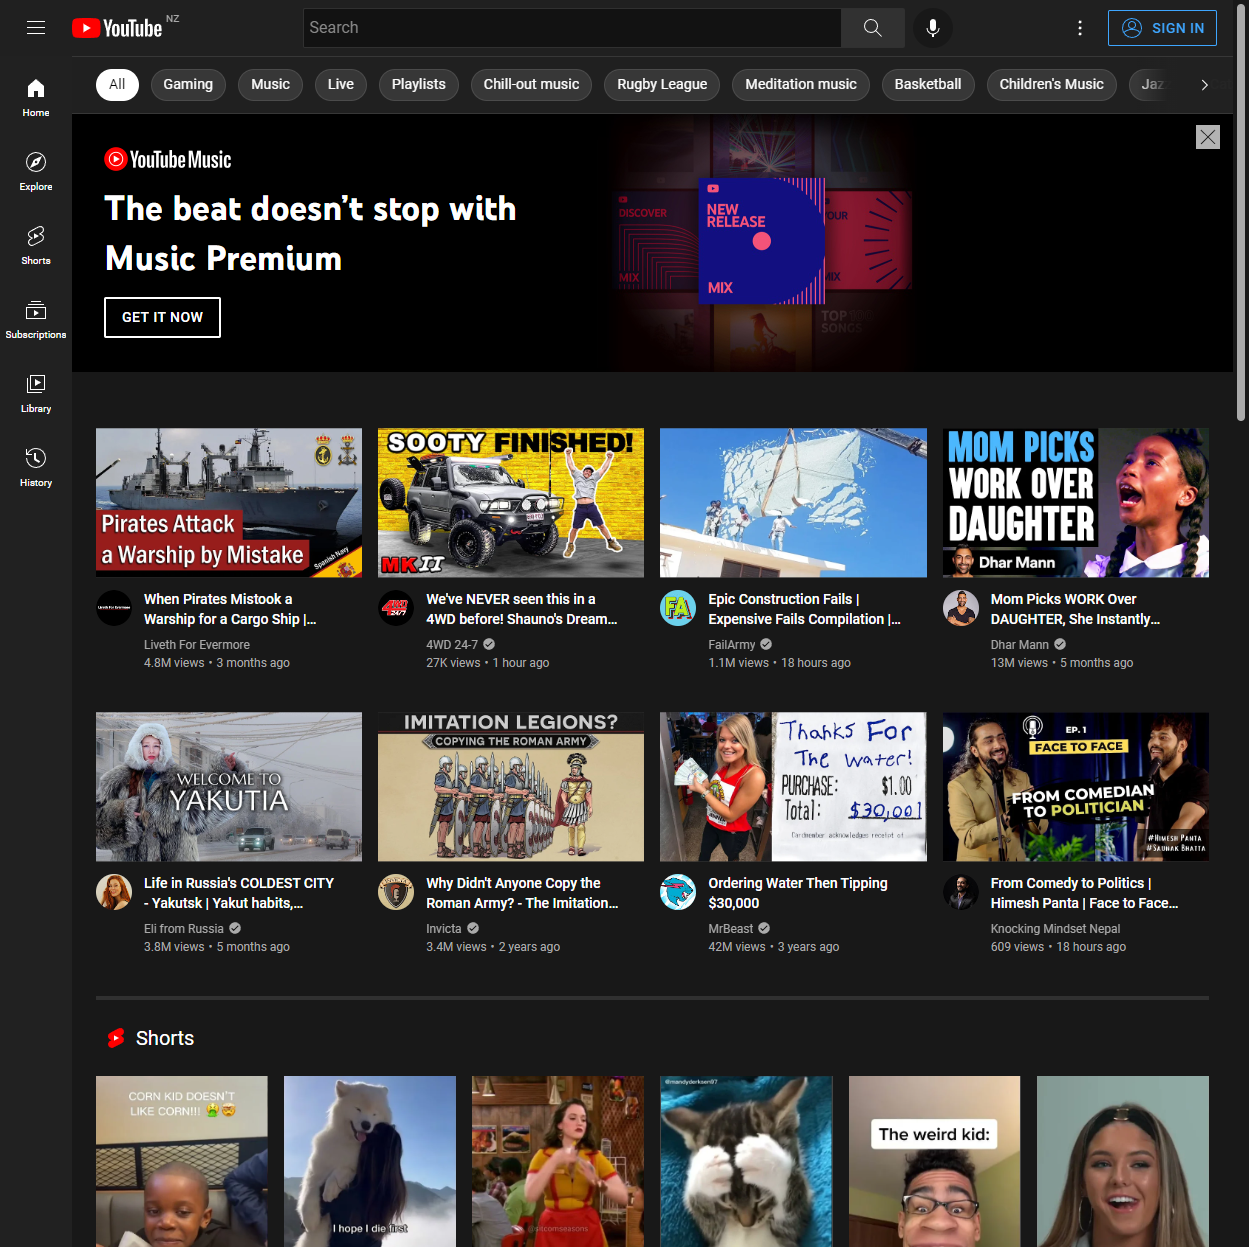 YouTube NZ
Search
SIGN IN
All
Gaming
Music
Live
Playlists
Chill-out music
Rugby League
Meditation music
Basketball
Children's Music
Home
Explore
Shorts
Subscriptions
Library
History
YouTube Music
The beat doesn't stop with
Music Premium
GET IT NOW
DISCOVER
MIX
NEW
RELEASE
MIX
MIX
TOP
SONGS
Pirates Attack
a Warship by Mistake
Spanish Navy
SOOTY FINISHED!
MKII
MOM PICKS
WORK OVER
DAUGHTER
Dhar Mann
Liveth For Evermore
When Pirates Mistook a
Warship for a Cargo Ship |...
Liveth For Evermore
4.8M views • 3 months ago
4WD
24/7
We've NEVER seen this in a
4WD before! Shauno's Dream...
4WD 24-7
27K views • 1 hour ago
FA
Epic Construction Fails |
Expensive Fails Compilation |...
FailArmy
1.1M views • 18 hours ago
Mom Picks WORK Over
DAUGHTER, She Instantly...
Dhar Mann
13M views • 5 months ago
WELCOME TO
YAKUTIA
IMITATION LEGIONS?
COPYING THE ROMAN ARMY
Thanks For
The water!
PURCHASE: $1.00
Total: $30,001
Cardmember acknowledges receipt of
EP. 1
FACE TO FACE
FROM COMEDIAN
TO POLITICIAN
#HIMESH PANTA
#SAUNAK BHATTA
Life in Russia's COLDEST CITY
- Yakutsk | Yakut habits,...
Eli from Russia
3.8M views • 5 months ago
Why Didn't Anyone Copy the
Roman Army? - The Imitation...
Invicta
3.4M views • 2 years ago
Ordering Water Then Tipping
$30,000
MrBeast
42M views • 3 years ago
From Comedy to Politics |
Himesh Panta | Face to Face...
Knocking Mindset Nepal
609 views • 18 hours ago
Shorts
CORN KID DOESN'T
LIKE CORN!!! 🤮🤯
I hope I die first
@sitcomseasons
@mandyderksen97
The weird kid: